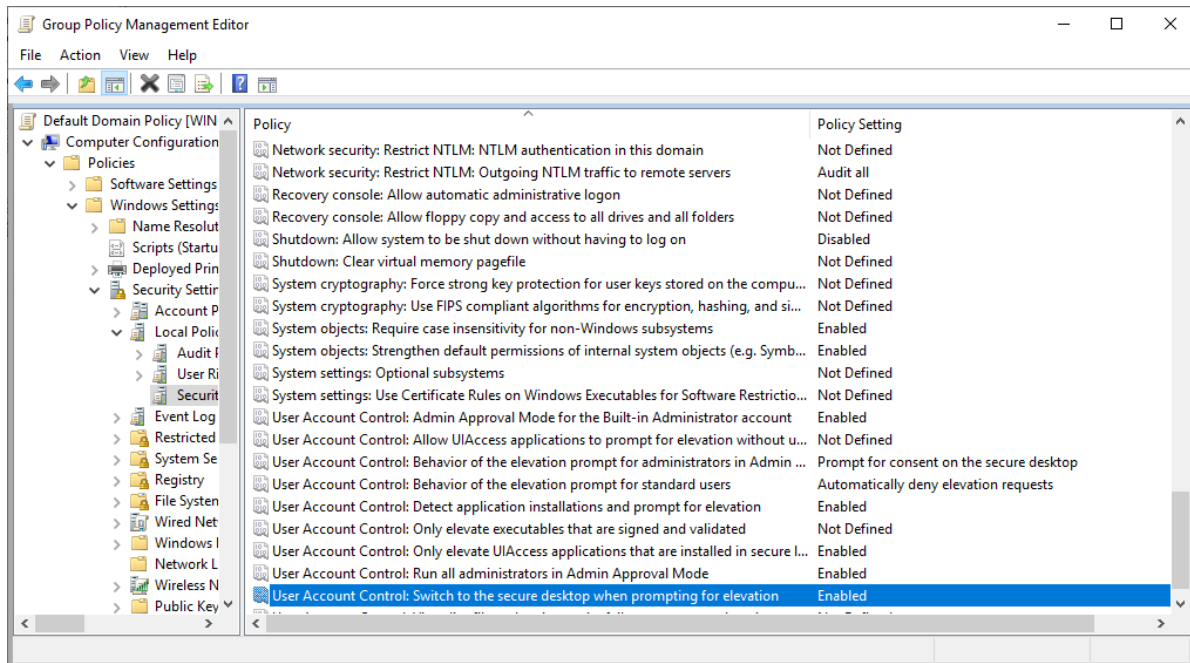 Group Policy Management Editor
File Action View Help
Default Domain Policy [WIN
Computer Configuration
Policies
Software Settings
Windows Settings
Name Resolut
Scripts (Startu
Deployed Prin
Security Settin
Account P
Local Polic
Audit P
User Ri
Securit
Event Log
Restricted
System Se
Registry
File System
Wired Net
Windows
Network L
Wireless N
Public Key
Policy Policy Setting
Network security: Restrict NTLM: NTLM authentication in this domain Not Defined
Network security: Restrict NTLM: Outgoing NTLM traffic to remote servers Audit all
Recovery console: Allow automatic administrative logon Not Defined
Recovery console: Allow floppy copy and access to all drives and all folders Not Defined
Shutdown: Allow system to be shut down without having to log on Disabled
Shutdown: Clear virtual memory pagefile Not Defined
System cryptography: Force strong key protection for user keys stored on the compu... Not Defined
System cryptography: Use FIPS compliant algorithms for encryption, hashing, and si... Not Defined
System objects: Require case insensitivity for non-Windows subsystems Enabled
System objects: Strengthen default permissions of internal system objects (e.g. Symb... Enabled
System settings: Optional subsystems Not Defined
System settings: Use Certificate Rules on Windows Executables for Software Restrictio... Not Defined
User Account Control: Admin Approval Mode for the Built-in Administrator account Enabled
User Account Control: Allow UIAccess applications to prompt for elevation without u... Not Defined
User Account Control: Behavior of the elevation prompt for administrators in Admin ... Prompt for consent on the secure desktop
User Account Control: Behavior of the elevation prompt for standard users Automatically deny elevation requests
User Account Control: Detect application installations and prompt for elevation Enabled
User Account Control: Only elevate executables that are signed and validated Not Defined
User Account Control: Only elevate UIAccess applications that are installed in secure l... Enabled
User Account Control: Run all administrators in Admin Approval Mode Enabled
User Account Control: Switch to the secure desktop when prompting for elevation Enabled